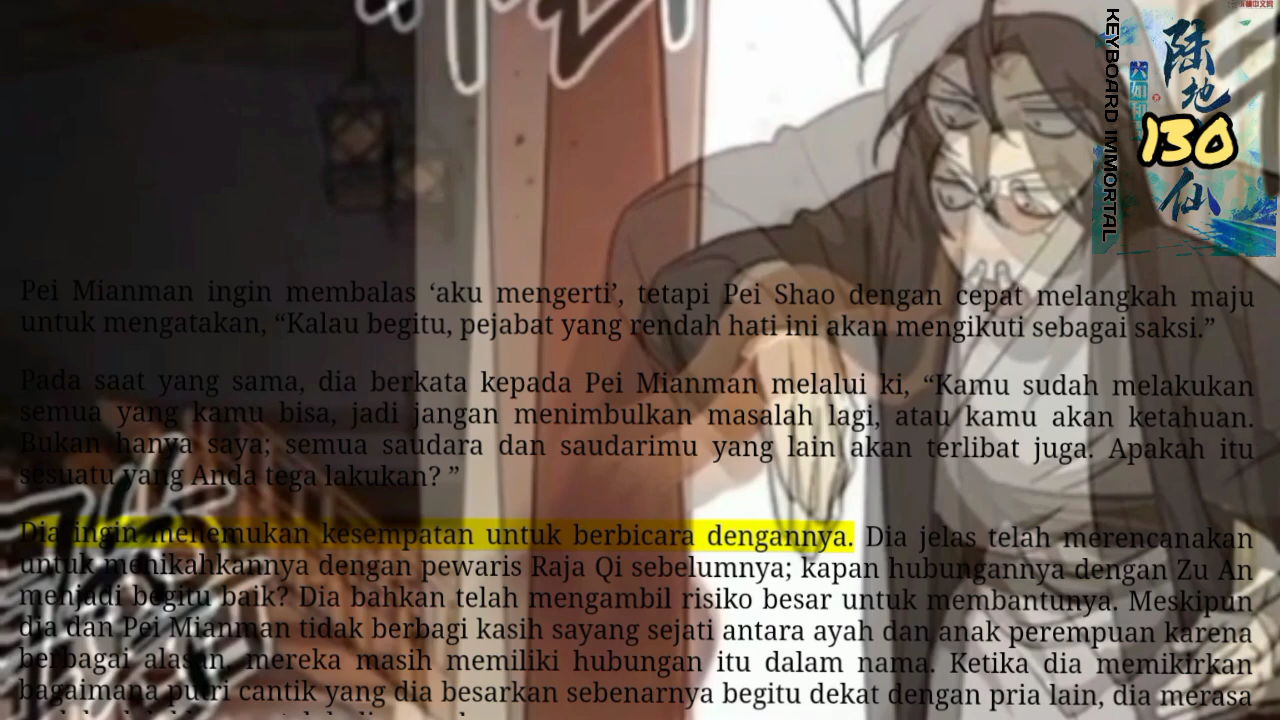 KEYBOARD IMMORTAL
陆地
130
仙
Pei Mianman ingin membalas ‘aku mengerti’, tetapi Pei Shao dengan cepat melangkah maju
untuk mengatakan, “Kalau begitu, pejabat yang rendah hati ini akan mengikuti sebagai saksi.”
Pada saat yang sama, dia berkata kepada Pei Mianman melalui ki, “Kamu sudah melakukan
semua yang kamu bisa, jadi jangan menimbulkan masalah lagi, atau kamu akan ketahuan.
Bukan hanya saya; semua saudara dan saudarimu yang lain akan terlibat juga. Apakah itu
sesuatu yang Anda tega lakukan? ”
Dia ingin menemukan kesempatan untuk berbicara dengannya. Dia jelas telah merencanakan
untuk menikahkannya dengan pewaris Raja Qi sebelumnya; kapan hubungannya dengan Zu An
menjadi begitu baik? Dia bahkan telah mengambil risiko besar untuk membantunya. Meskipun
dia dan Pei Mianman tidak berbagi kasih sayang sejati antara ayah dan anak perempuan karena
berbagai alasan, mereka masih memiliki hubungan itu dalam nama. Ketika dia memikirkan
bagaimana putri cantik yang dia besarkan sebenarnya begitu dekat dengan pria lain, dia merasa